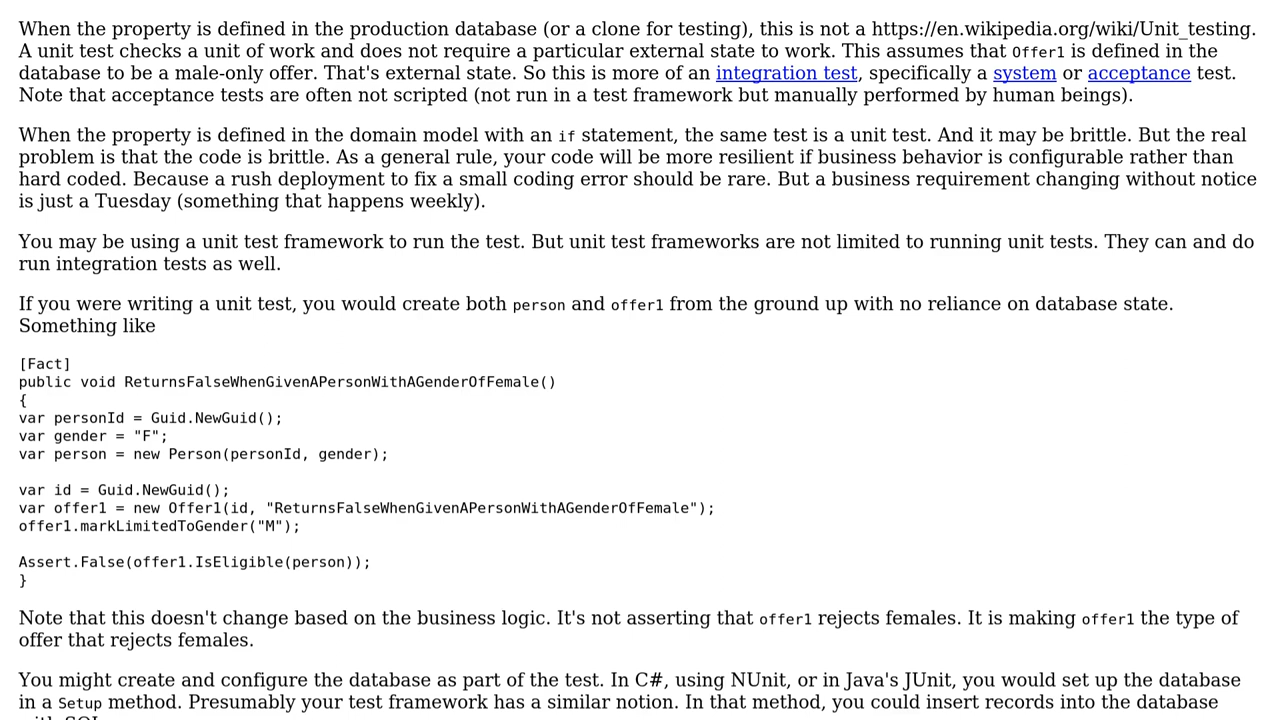 When the property is defined in the production database (or a clone for testing), this is not a https://en.wikipedia.org/wiki/Unit_testing.
A unit test checks a unit of work and does not require a particular external state to work. This assumes that Offer1 is defined in the
database to be a male-only offer. That's external state. So this is more of an integration test, specifically a system or acceptance test.
Note that acceptance tests are often not scripted (not run in a test framework but manually performed by human beings).
When the property is defined in the domain model with an if statement, the same test is a unit test. And it may be brittle. But the real
problem is that the code is brittle. As a general rule, your code will be more resilient if business behavior is configurable rather than
hard coded. Because a rush deployment to fix a small coding error should be rare. But a business requirement changing without notice
is just a Tuesday (something that happens weekly).
You may be using a unit test framework to run the test. But unit test frameworks are not limited to running unit tests. They can and do
run integration tests as well.
If you were writing a unit test, you would create both person and offer1 from the ground up with no reliance on database state.
Something like
[Fact]
public void ReturnsFalseWhenGivenAPersonWithAGenderOfFemale()
{
var personId = Guid.NewGuid();
var gender = "F";
var person = new Person(personId, gender);
var id = Guid.NewGuid();
var offer1 = new Offer1(id, "ReturnsFalseWhenGivenAPersonWithAGenderOfFemale");
offer1.markLimitedToGender("M");
Assert.False(offer1.IsEligible(person));
}
Note that this doesn't change based on the business logic. It's not asserting that offer1 rejects females. It is making offer1 the type of
offer that rejects females.
You might create and configure the database as part of the test. In C#, using NUnit, or in Java's JUnit, you would set up the database
in a Setup method. Presumably your test framework has a similar notion. In that method, you could insert records into the database
with SQL